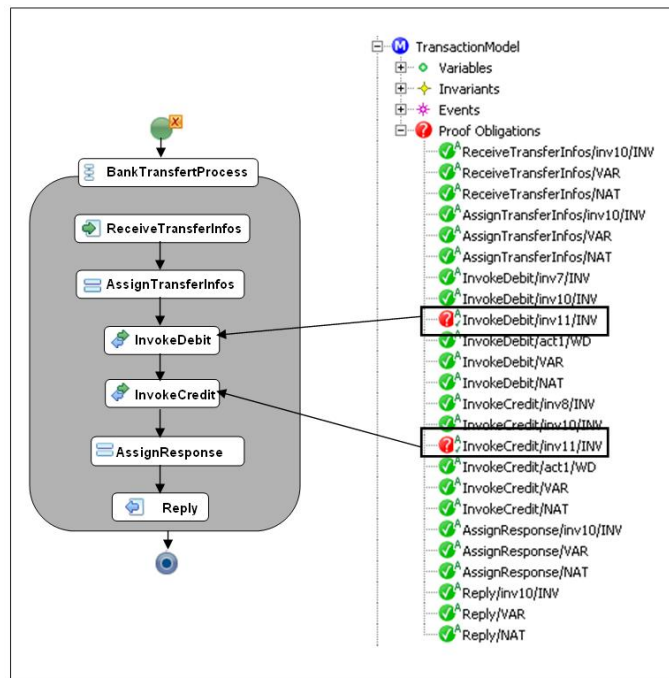 BankTransfertProcess
ReceiveTransferInfos
AssignTransferInfos
InvokeDebit
InvokeCredit
AssignResponse
Reply
M TransactionModel
Variables
Invariants
Events
? Proof Obligations
A ReceiveTransferInfos/inv10/INV
A ReceiveTransferInfos/VAR
A ReceiveTransferInfos/NAT
A AssignTransferInfos/inv10/INV
A AssignTransferInfos/VAR
A AssignTransferInfos/NAT
A InvokeDebit/inv7/INV
A InvokeDebit/inv10/INV
? A InvokeDebit/inv11/INV
A InvokeDebit/act1/WD
A InvokeDebit/VAR
A InvokeDebit/NAT
A InvokeCredit/inv8/INV
A InvokeCredit/inv10/INV
? A InvokeCredit/inv11/INV
A InvokeCredit/act1/WD
A InvokeCredit/VAR
A InvokeCredit/NAT
A AssignResponse/inv10/INV
A AssignResponse/VAR
A AssignResponse/NAT
A Reply/inv10/INV
A Reply/VAR
A Reply/NAT